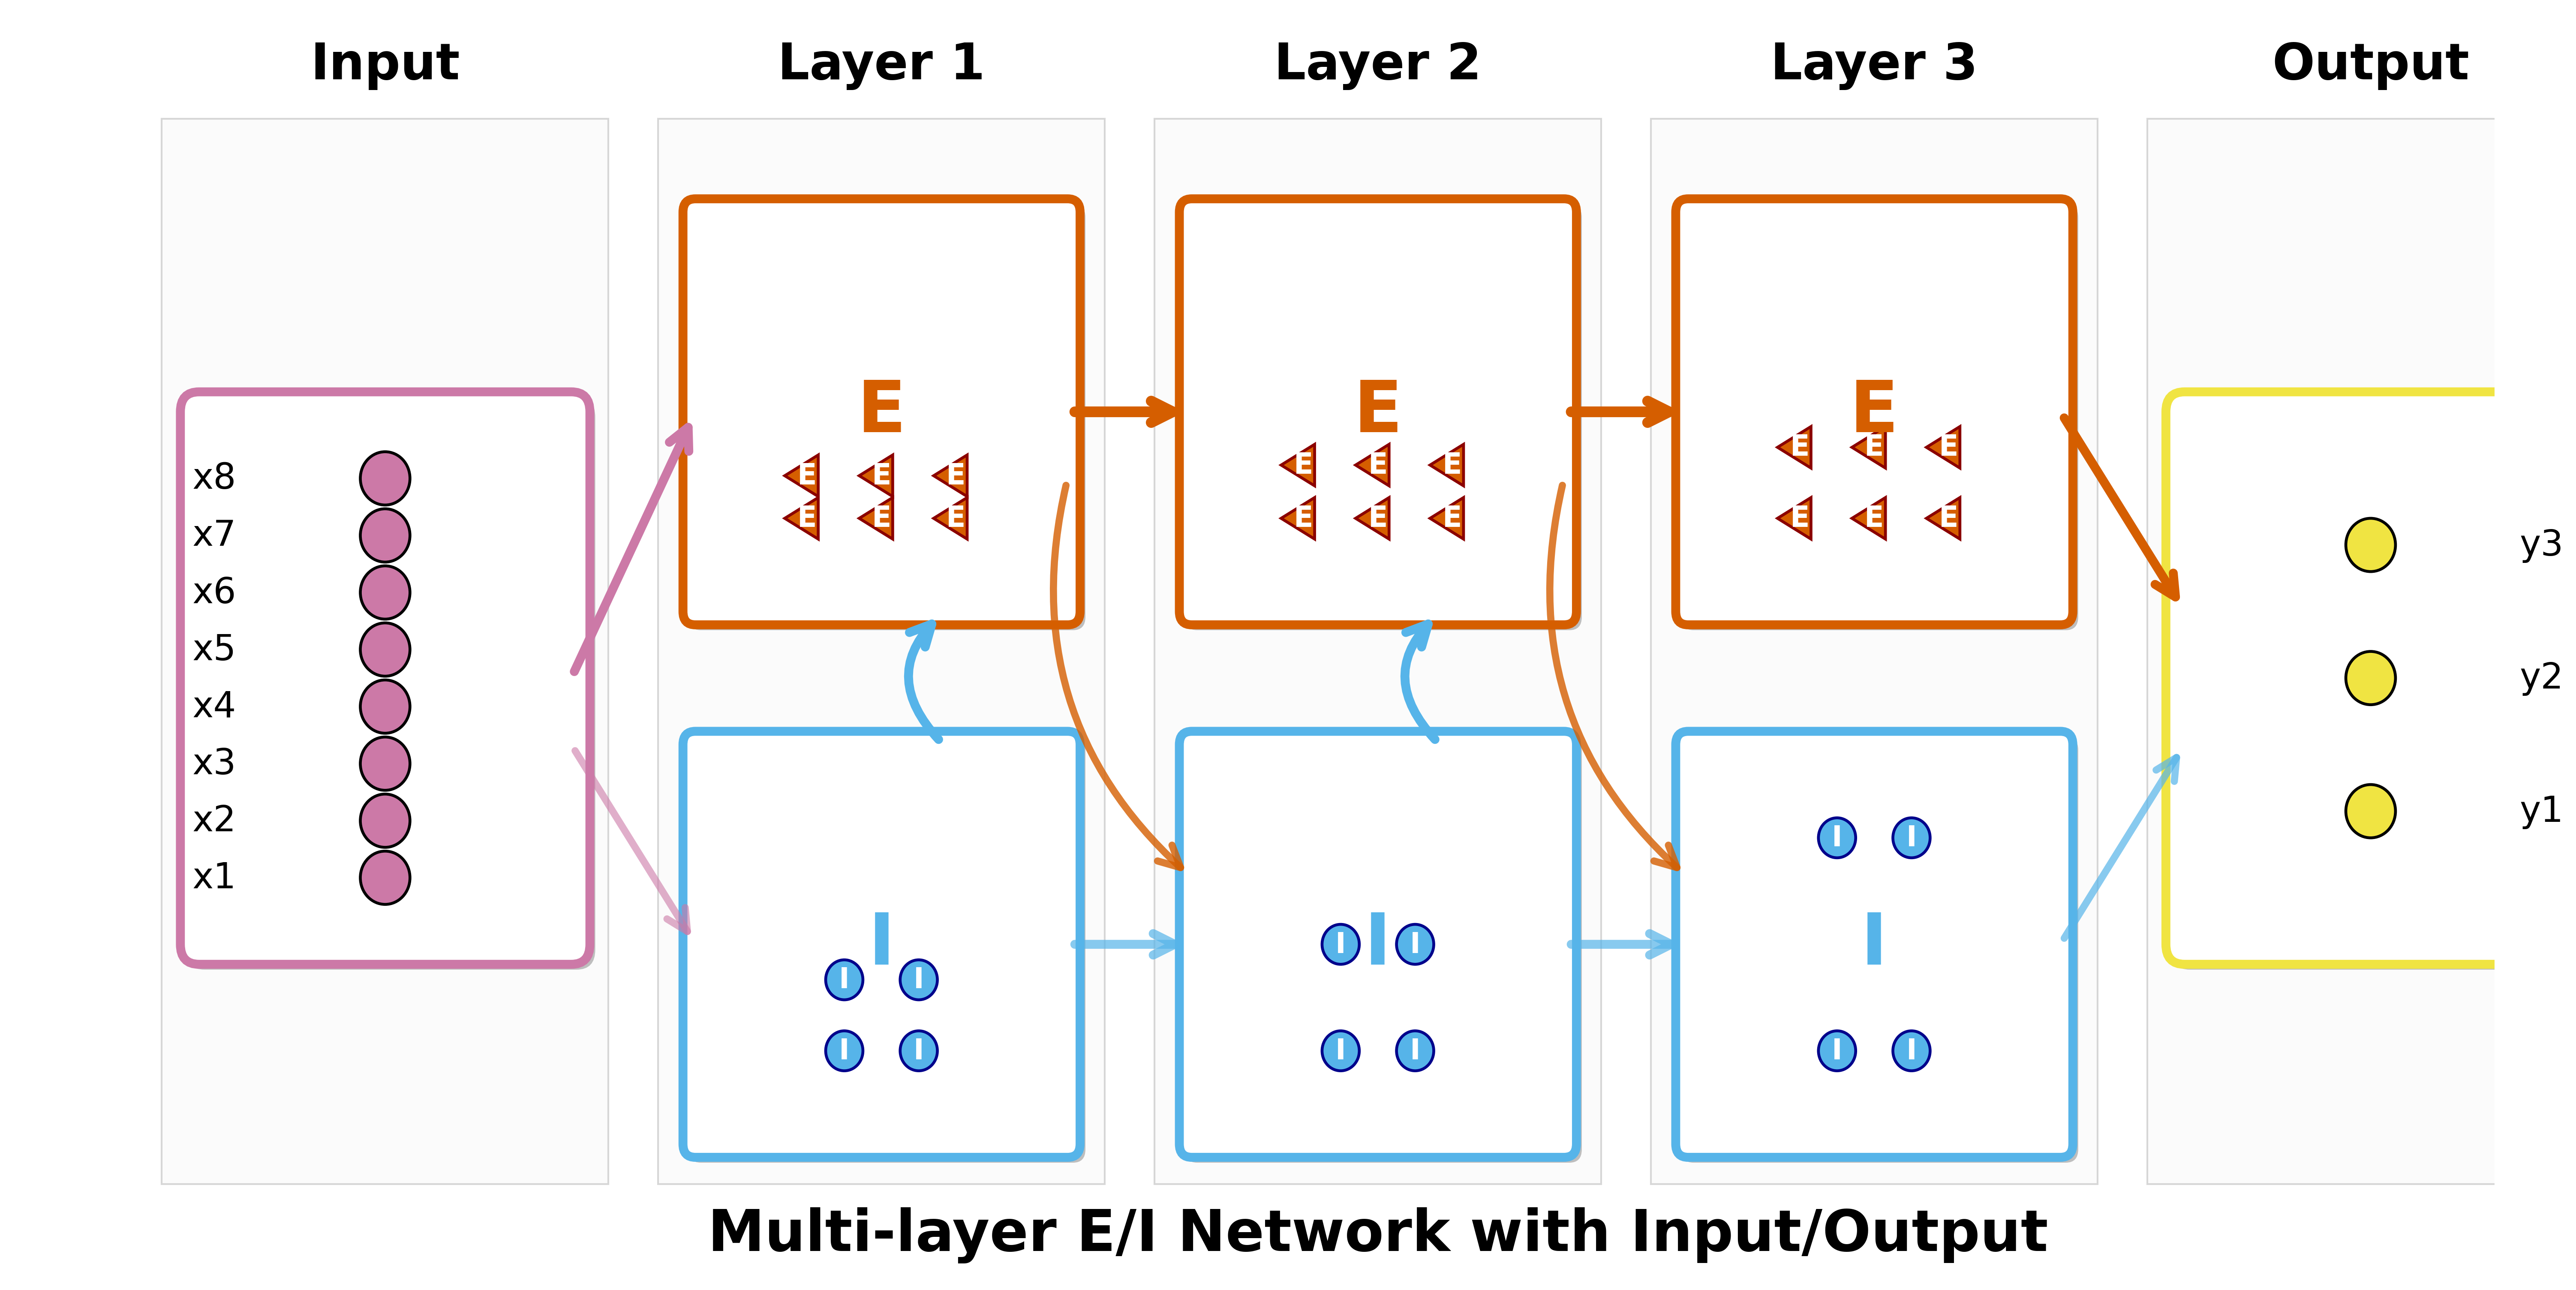 Input
Layer 1
Layer 2
Layer 3
Output
x8
x7
x6
x5
x4
x3
x2
x1
E
E E E
E E E
I
I I
I I
E
E E E
E E E
I
I I
I I
E
E E E
E E E
I I
I
I I
y3
y2
y1
Multi-layer E/I Network with Input/Output